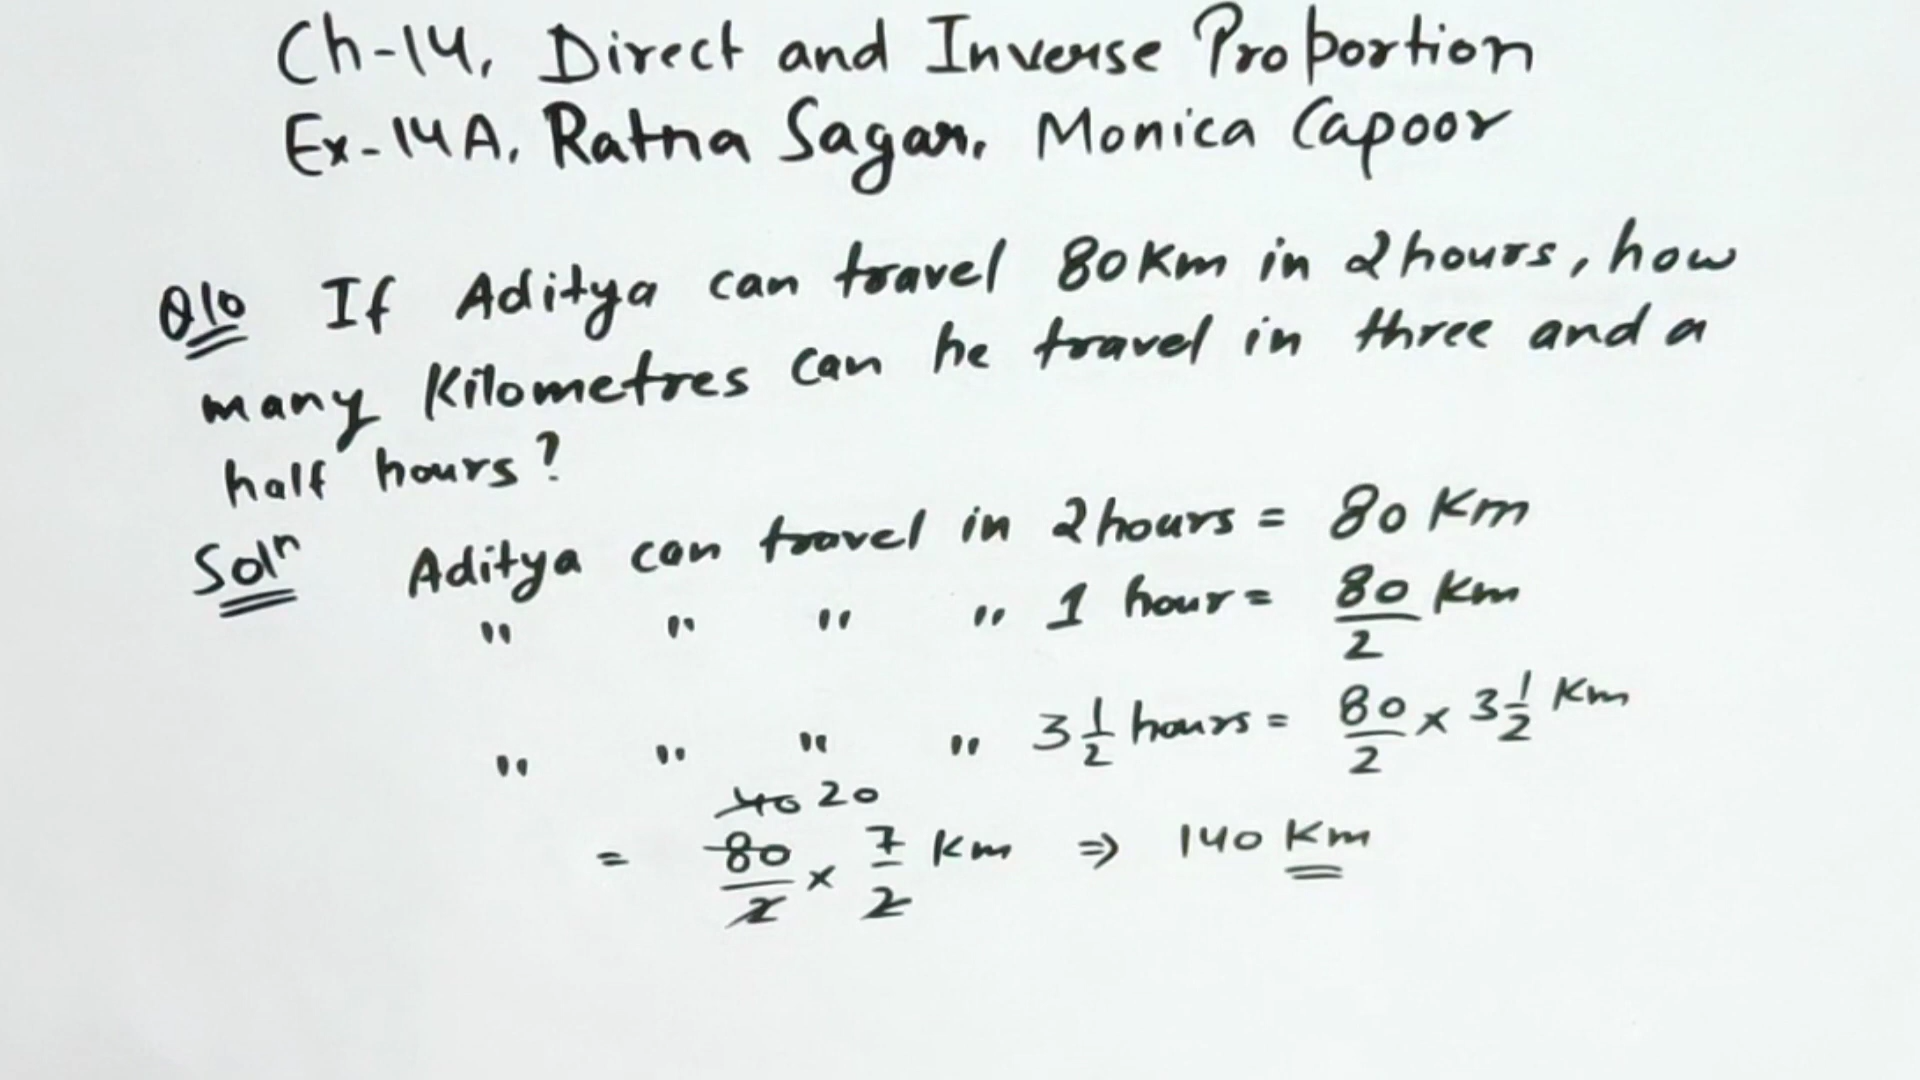 Ch-14, Direct and Inverse Proportion
Ex-14A, Ratna Sagar, Monica Capoor
Q10 If Aditya can travel 80Km in 2 hours, how
many Kilometres can he travel in three and a
half hours?
Solⁿ Aditya can travel in 2 hours = 80 Km
" " " " 1 hour = 80/2 Km
" " " " 3 1/2 hours = 80/2 × 3 1/2 Km
40 20
= 80/2 × 7/2 Km ⇒ 140 Km